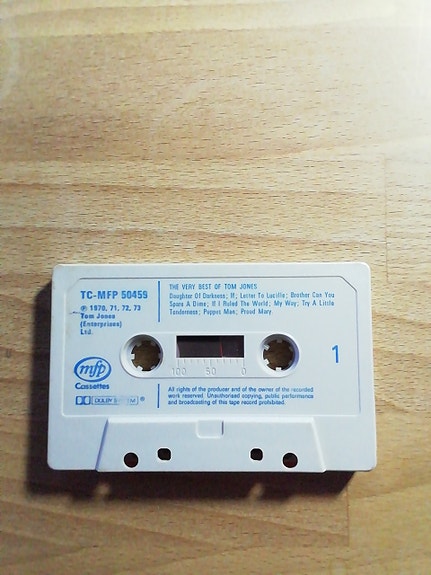 TC-MFP 50459
℗ 1970, 71, 72, 73
Tom Jones
(Enterprises)
Ltd.
THE VERY BEST OF TOM JONES
Daughter Of Darkness; If; Letter To Lucille; Brother Can You
Spare A Dime; If I Ruled The World; My Way; Try A Little
Tenderness; Puppet Man; Proud Mary.
1
100 50 0
mfp
Cassettes
DOLBY SYSTEM ®
All rights of the producer and of the owner of the recorded
work reserved. Unauthorised copying, public performance
and broadcasting of this tape record prohibited.